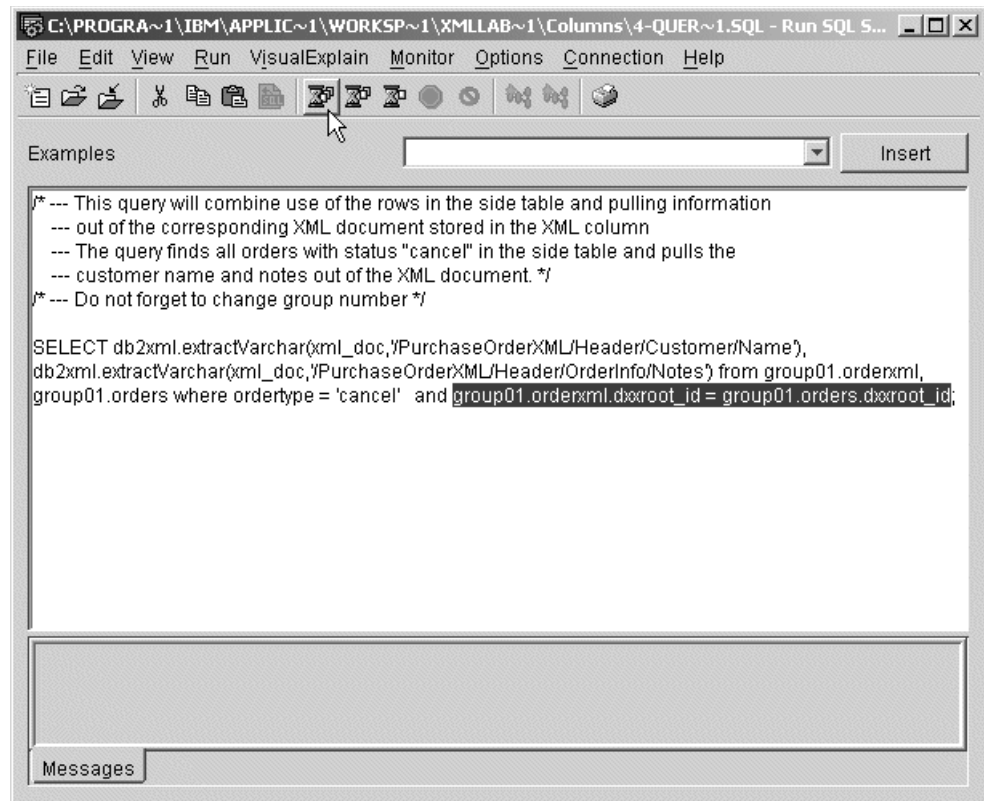 C:\PROGRA~1\IBM\APPLIC~1\WORKSP~1\XMLLAB~1\Columns\4-QUER~1.SQL - Run SQL S...
File Edit View Run VisualExplain Monitor Options Connection Help
Examples
Insert
/* --- This query will combine use of the rows in the side table and pulling information
--- out of the corresponding XML document stored in the XML column
--- The query finds all orders with status "cancel" in the side table and pulls the
--- customer name and notes out of the XML document. */
/* --- Do not forget to change group number */
SELECT db2xml.extractVarchar(xml_doc,'/PurchaseOrderXML/Header/Customer/Name'),
db2xml.extractVarchar(xml_doc,'/PurchaseOrderXML/Header/OrderInfo/Notes') from group01.orderxml,
group01.orders where ordertype = 'cancel' and group01.orderxml.dxxroot_id = group01.orders.dxxroot_id;
Messages